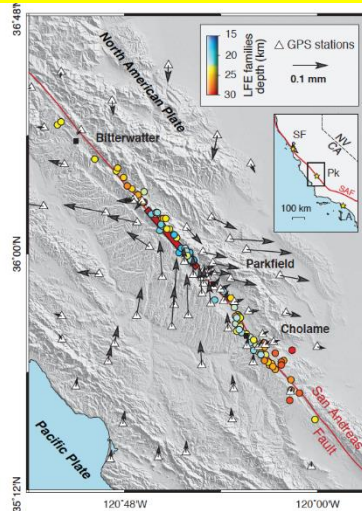 36°48'N
36°00'N
35°12'N
120°48'W
120°00'W
North American Plate
Bitterwatter
Parkfield
Cholame
San Andreas
Fault
Pacific Plate
15
20
25
30
LFE families
depth (km)
GPS stations
0.1 mm
SF
NV
CA
Pk
SAF
LA
100 km